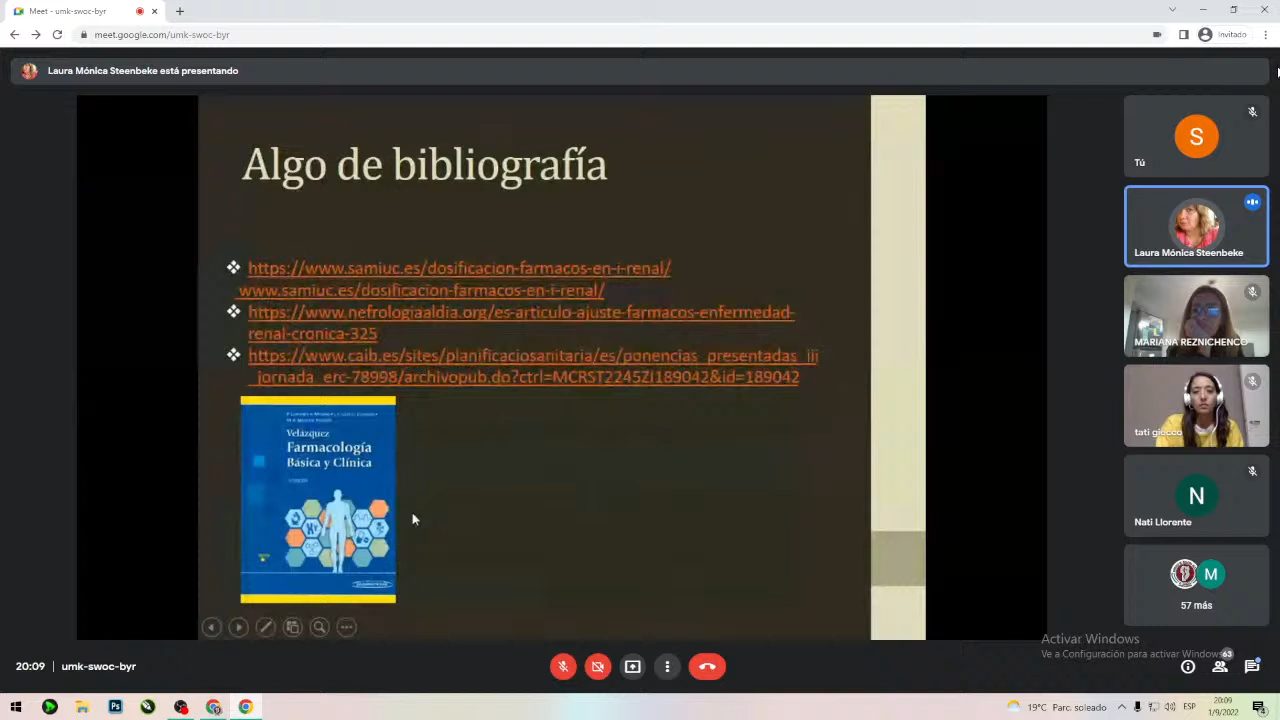 Meet - umk-swoc-byr
meet.google.com/umk-swoc-byr
Invitado
Laura Mónica Steenbeke está presentando
Algo de bibliografía
❖ https://www.samiuc.es/dosificacion-farmacos-en-i-renal/
www.samiuc.es/dosificacion-farmacos-en-i-renal/
❖ https://www.nefrologiaaldia.org/es-articulo-ajuste-farmacos-enfermedad-
renal-cronica-325
❖ https://www.caib.es/sites/planificaciosanitaria/es/ponencias_presentadas_iii
_jornada_erc-78998/archivopub.do?ctrl=MCRST2245ZI189042&id=189042
Velázquez
Farmacología
Básica y Clínica
S
Tú
Laura Mónica Steenbeke
MARIANA REZNICHENCO
tati giocco
N
Nati Llorente
M
57 más
Activar Windows
Ve a Configuración para activar Windows.
63
20:09 | umk-swoc-byr
19°C Parc. soleado
ESP
20:09
1/9/2022
4